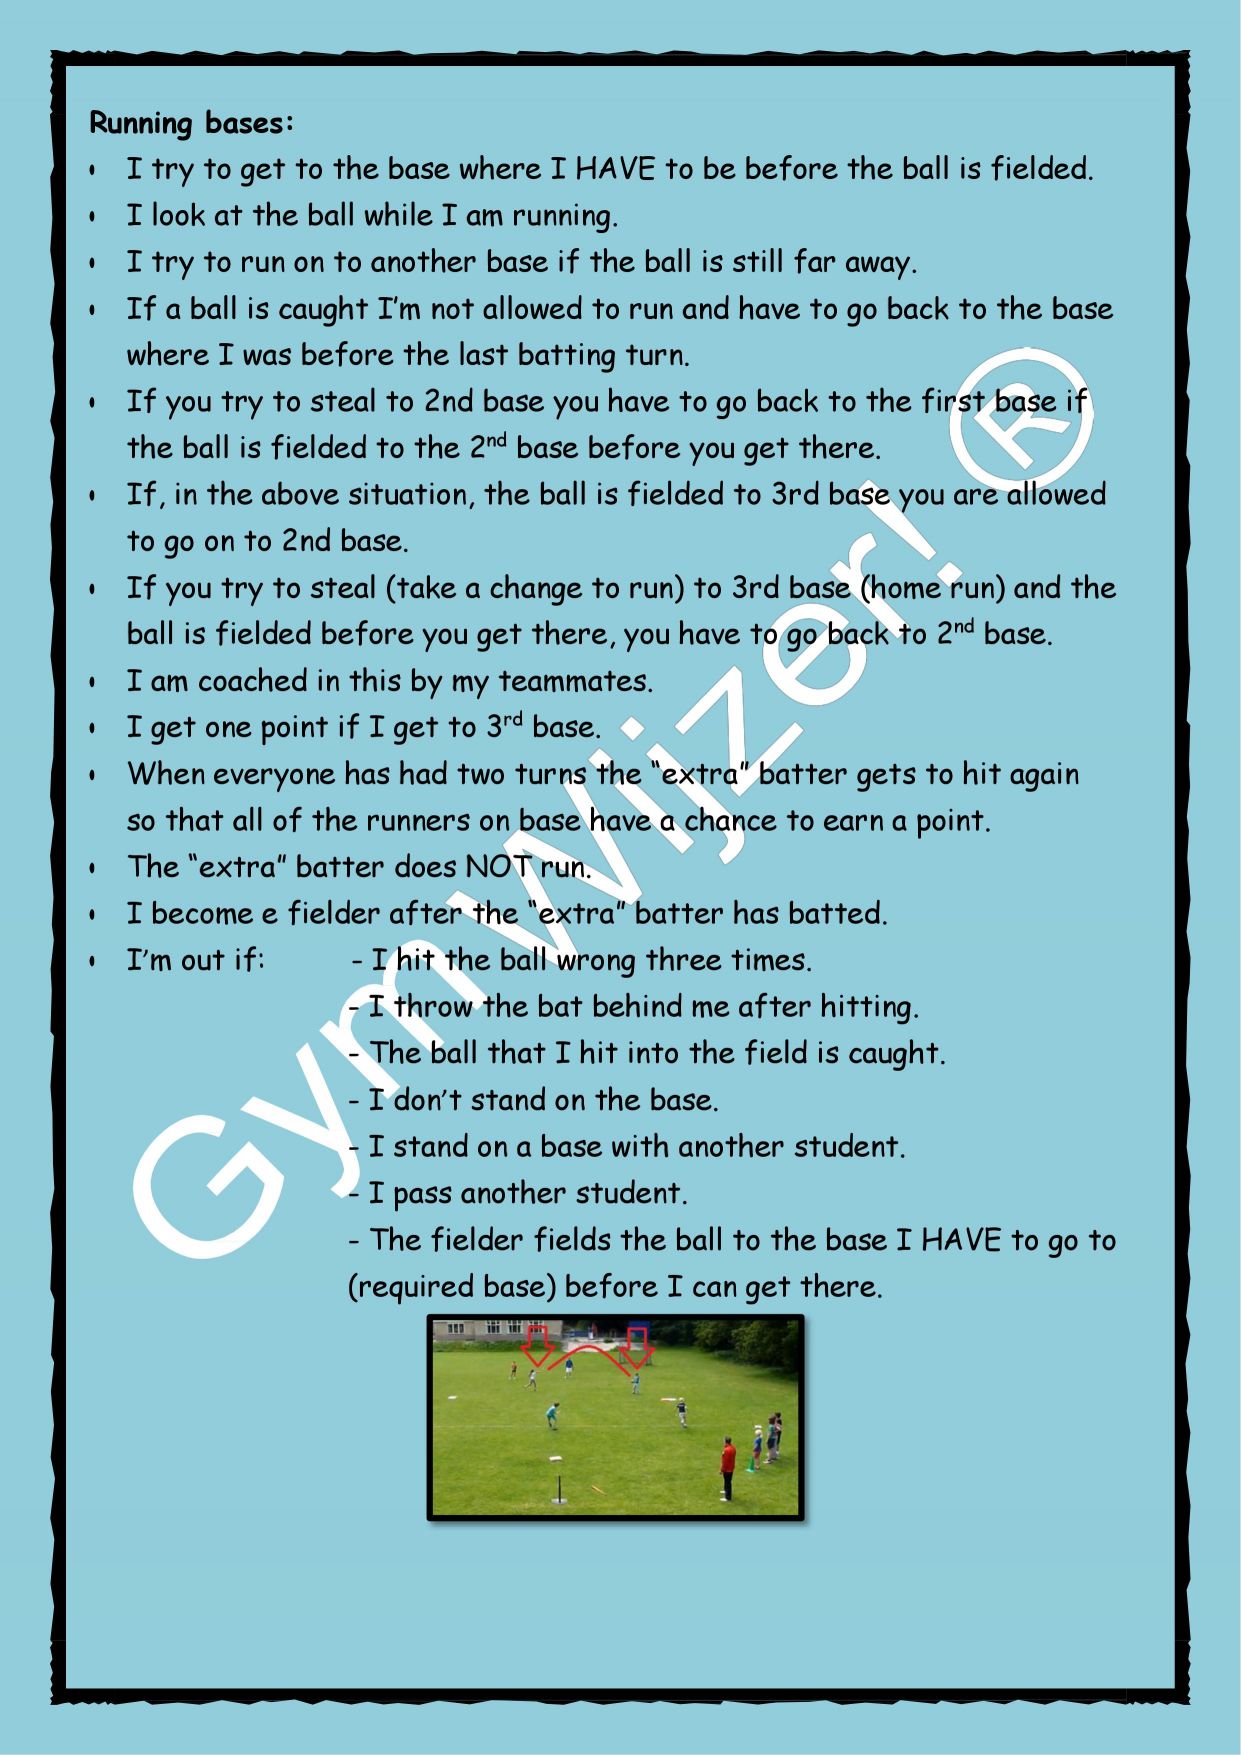 Running bases:
• I try to get to the base where I HAVE to be before the ball is fielded.
• I look at the ball while I am running.
• I try to run on to another base if the ball is still far away.
• If a ball is caught I’m not allowed to run and have to go back to the base
where I was before the last batting turn.
• If you try to steal to 2nd base you have to go back to the first base if
the ball is fielded to the 2nd base before you get there.
• If, in the above situation, the ball is fielded to 3rd base you are allowed
to go on to 2nd base.
• If you try to steal (take a change to run) to 3rd base (home run) and the
ball is fielded before you get there, you have to go back to 2nd base.
• I am coached in this by my teammates.
• I get one point if I get to 3rd base.
• When everyone has had two turns the “extra” batter gets to hit again
so that all of the runners on base have a chance to earn a point.
• The “extra” batter does NOT run.
• I become e fielder after the “extra” batter has batted.
• I’m out if: - I hit the ball wrong three times.
- I throw the bat behind me after hitting.
- The ball that I hit into the field is caught.
- I don’t stand on the base.
- I stand on a base with another student.
- I pass another student.
- The fielder fields the ball to the base I HAVE to go to
(required base) before I can get there.
Gymwijzer! ®